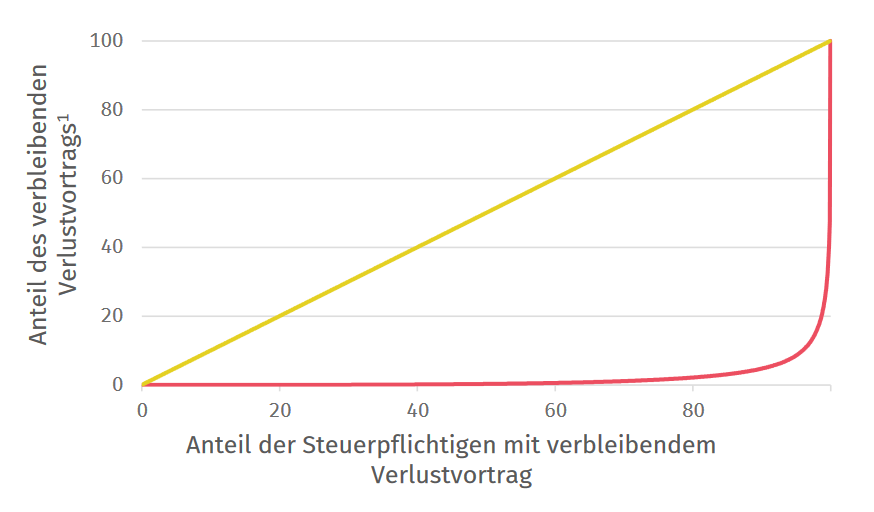 100
80
60
40
20
0
Anteil des verbleibenden
Verlustvortrags¹
0 20 40 60 80
Anteil der Steuerpflichtigen mit verbleibendem
Verlustvortrag